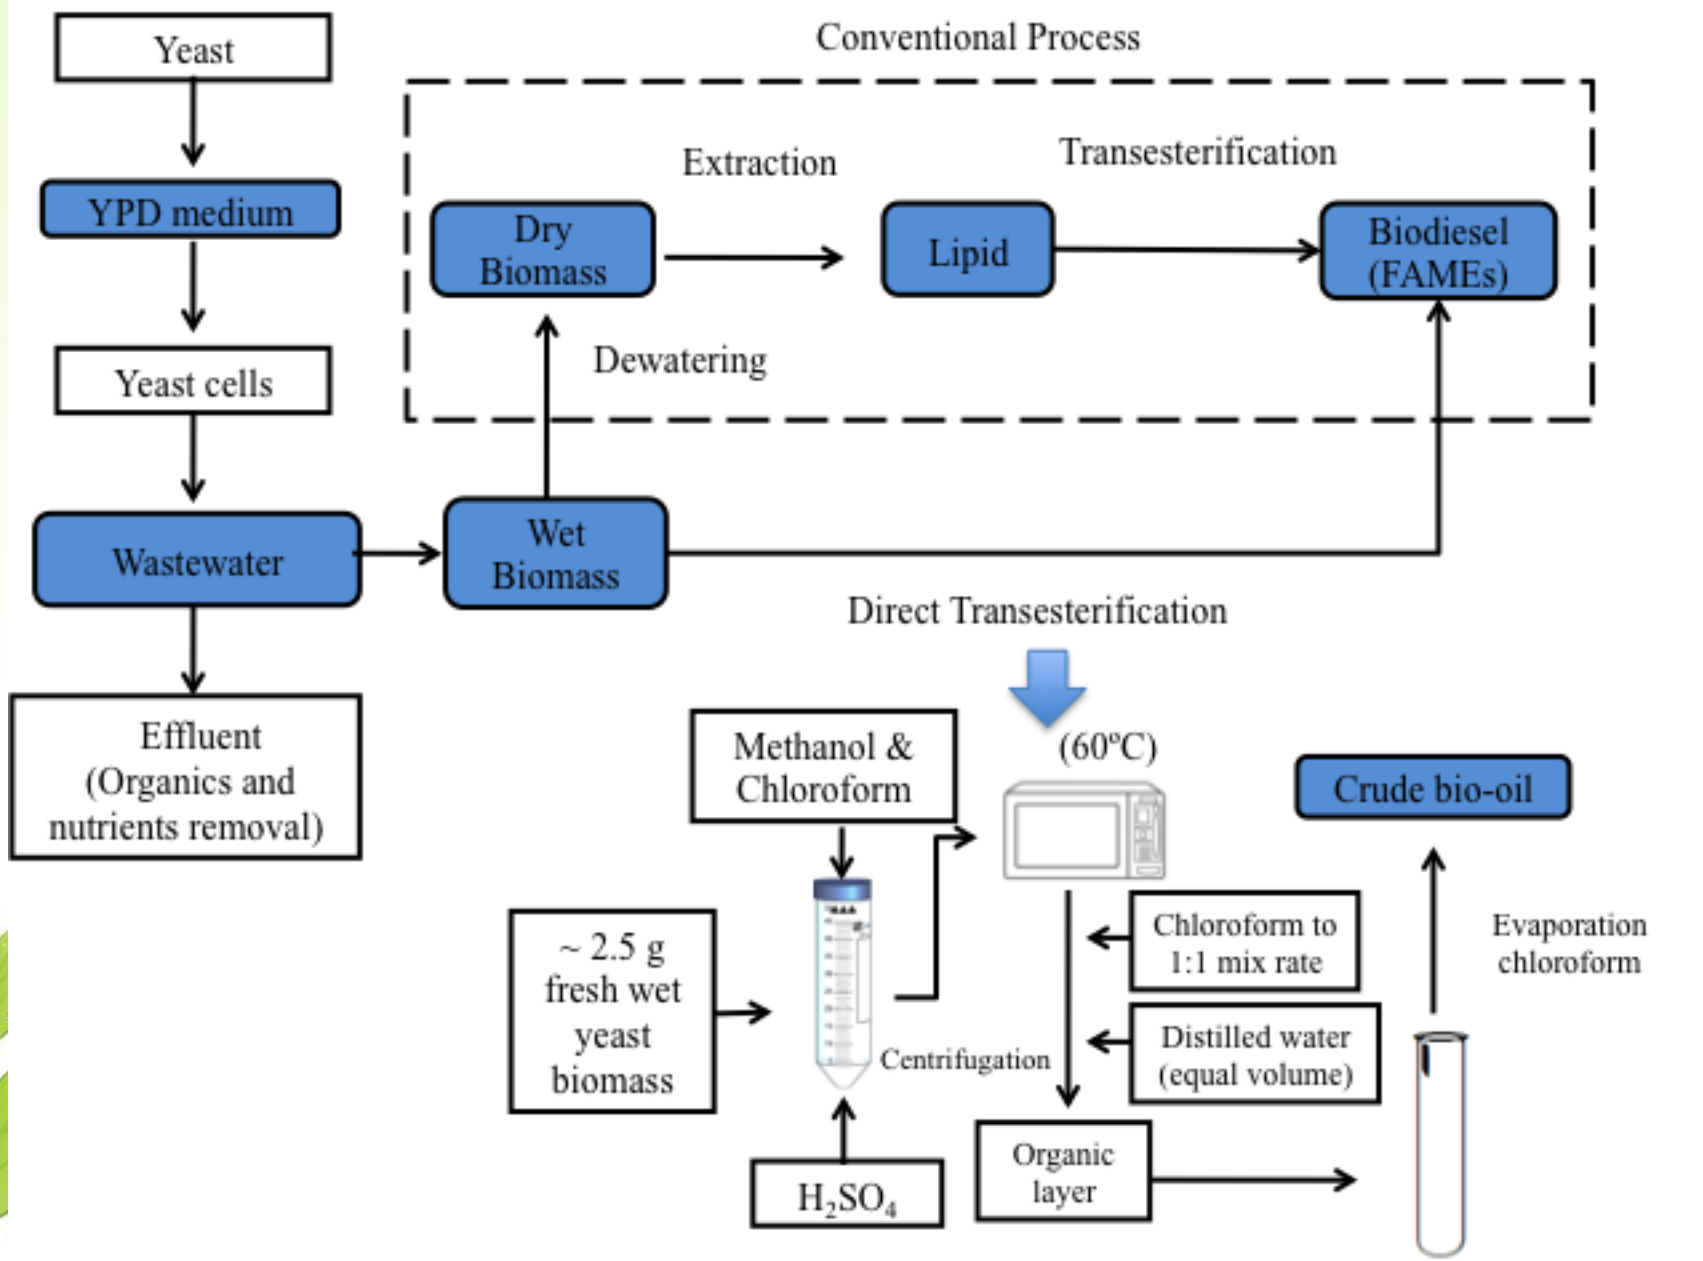 Yeast
YPD medium
Yeast cells
Wastewater
Effluent
(Organics and
nutrients removal)
Conventional Process
Extraction
Transesterification
Dry
Biomass
Lipid
Biodiesel
(FAMEs)
Dewatering
Wet
Biomass
Direct Transesterification
Methanol &
Chloroform
(60ºC)
Crude bio-oil
~ 2.5 g
fresh wet
yeast
biomass
Centrifugation
H₂SO₄
Chloroform to
1:1 mix rate
Distilled water
(equal volume)
Organic
layer
Evaporation
chloroform